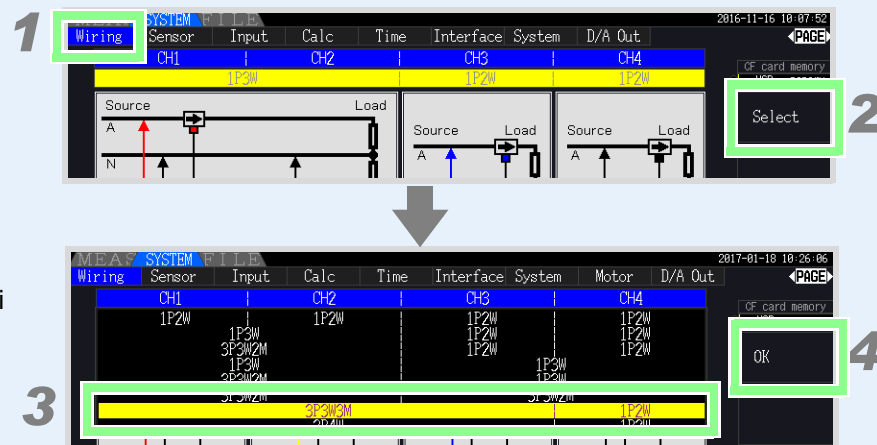 1
MEAS SYSTEM FILE 2016-11-16 10:07:52
Wiring Sensor Input Calc Time Interface System D/A Out PAGE
CH1 CH2 CH3 CH4
CF card memory
1P3W 1P2W 1P2W
Source Load
Select
2
A
Source Load Source Load
A A
N
MEAS SYSTEM FILE 2017-01-18 10:26:06
Wiring Sensor Input Calc Time Interface System Motor D/A Out PAGE
i
CH1 CH2 CH3 CH4
CF card memory
1P2W 1P2W 1P2W 1P2W
1P3W 1P2W 1P2W
3P3W2M 1P2W 1P2W
OK
4
1P3W 1P3W
3P3W2M 1P3W
3P3W2M 3P3W2M
3
3P3W3M 1P2W